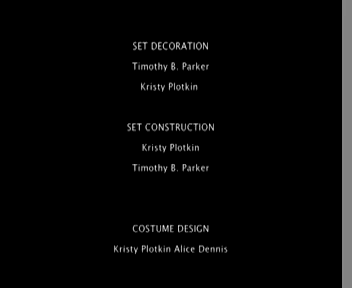 SET DECORATION
Timothy B. Parker
Kristy Plotkin
SET CONSTRUCTION
Kristy Plotkin
Timothy B. Parker
COSTUME DESIGN
Kristy Plotkin Alice Dennis